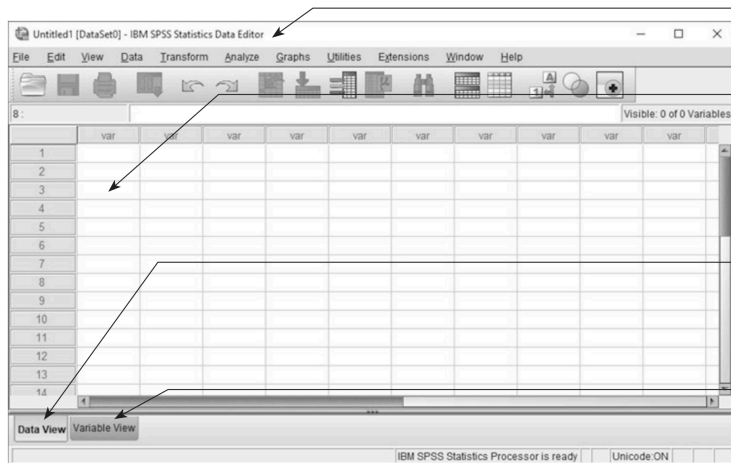 Untitled1 [DataSet0] - IBM SPSS Statistics Data Editor
File Edit View Data Transform Analyze Graphs Utilities Extensions Window Help
8 : Visible: 0 of 0 Variables
var var var var var var var var var var
1
2
3
4
5
6
7
8
9
10
11
12
13
14
Data View Variable View
IBM SPSS Statistics Processor is ready Unicode:ON